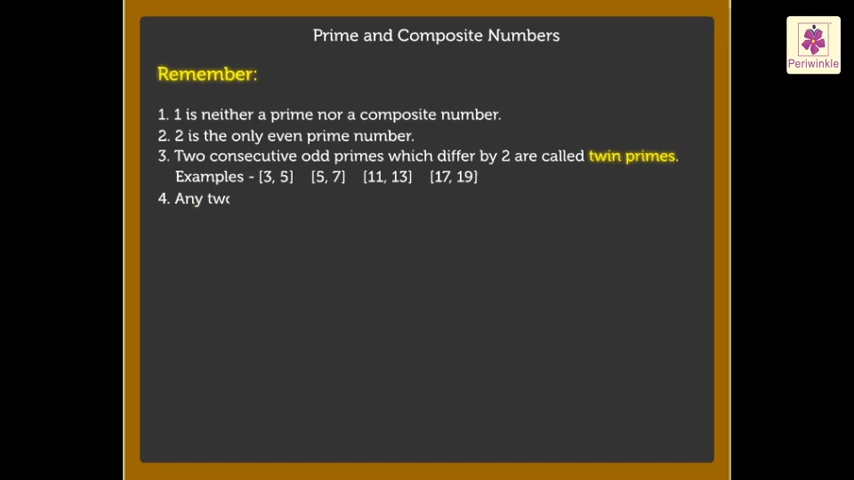 Prime and Composite Numbers
Periwinkle
Remember:
1. 1 is neither a prime nor a composite number.
2. 2 is the only even prime number.
3. Two consecutive odd primes which differ by 2 are called twin primes.
Examples - [3, 5] [5, 7] [11, 13] [17, 19]
4. Any two